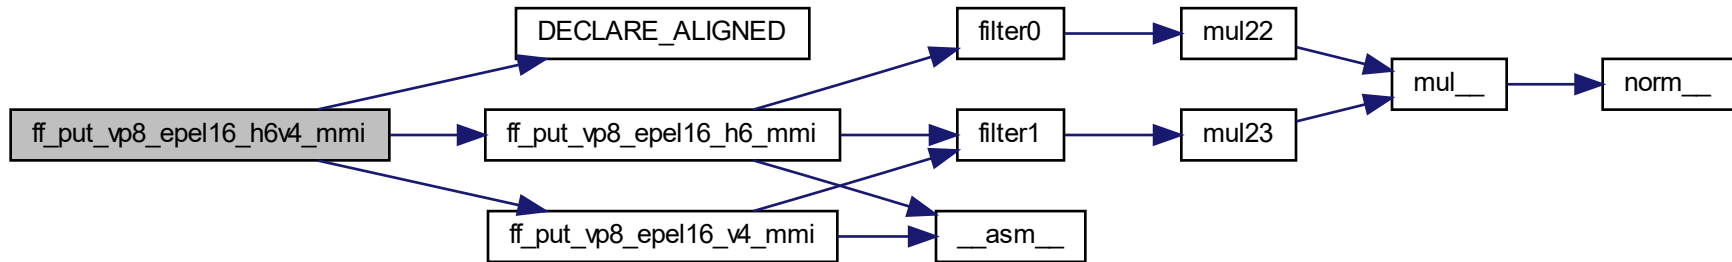 DECLARE_ALIGNED
filter0
mul22
mul__
norm__
ff_put_vp8_epel16_h6v4_mmi
ff_put_vp8_epel16_h6_mmi
filter1
mul23
ff_put_vp8_epel16_v4_mmi
__asm__